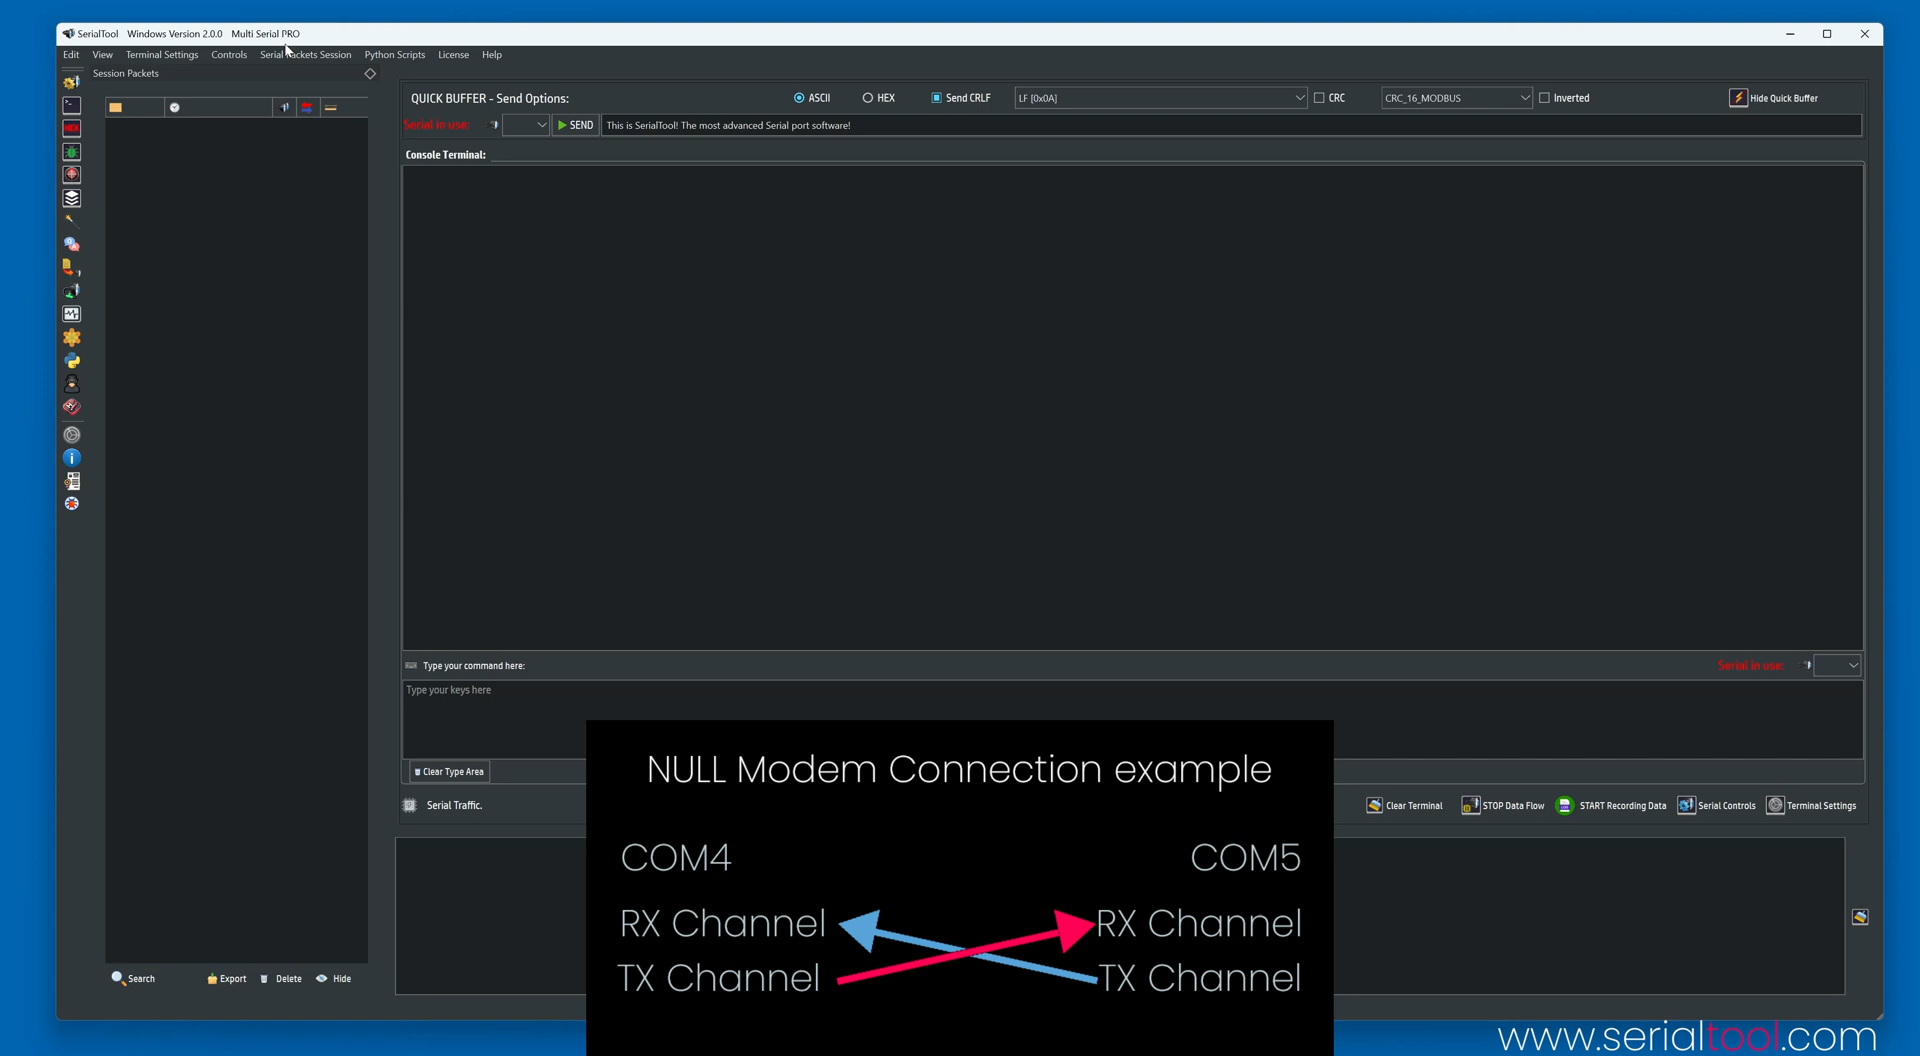 SerialTool   Windows Version 2.0.0   Multi Serial PRO
Edit View Terminal Settings Controls Serial Packets Session Python Scripts License Help
Session Packets
QUICK BUFFER - Send Options: ASCII HEX Send CRLF LF [0x0A] CRC CRC_16_MODBUS Inverted Hide Quick Buffer
Serial in use: SEND This is SerialTool! The most advanced Serial port software!
Console Terminal:
Type your command here: Serial in use:
Type your keys here
Clear Type Area
Serial Traffic. Clear Terminal STOP Data Flow START Recording Data Serial Controls Terminal Settings
Search Export Delete Hide
NULL Modem Connection example
COM4 COM5
RX Channel RX Channel
TX Channel TX Channel
www.serialtool.com